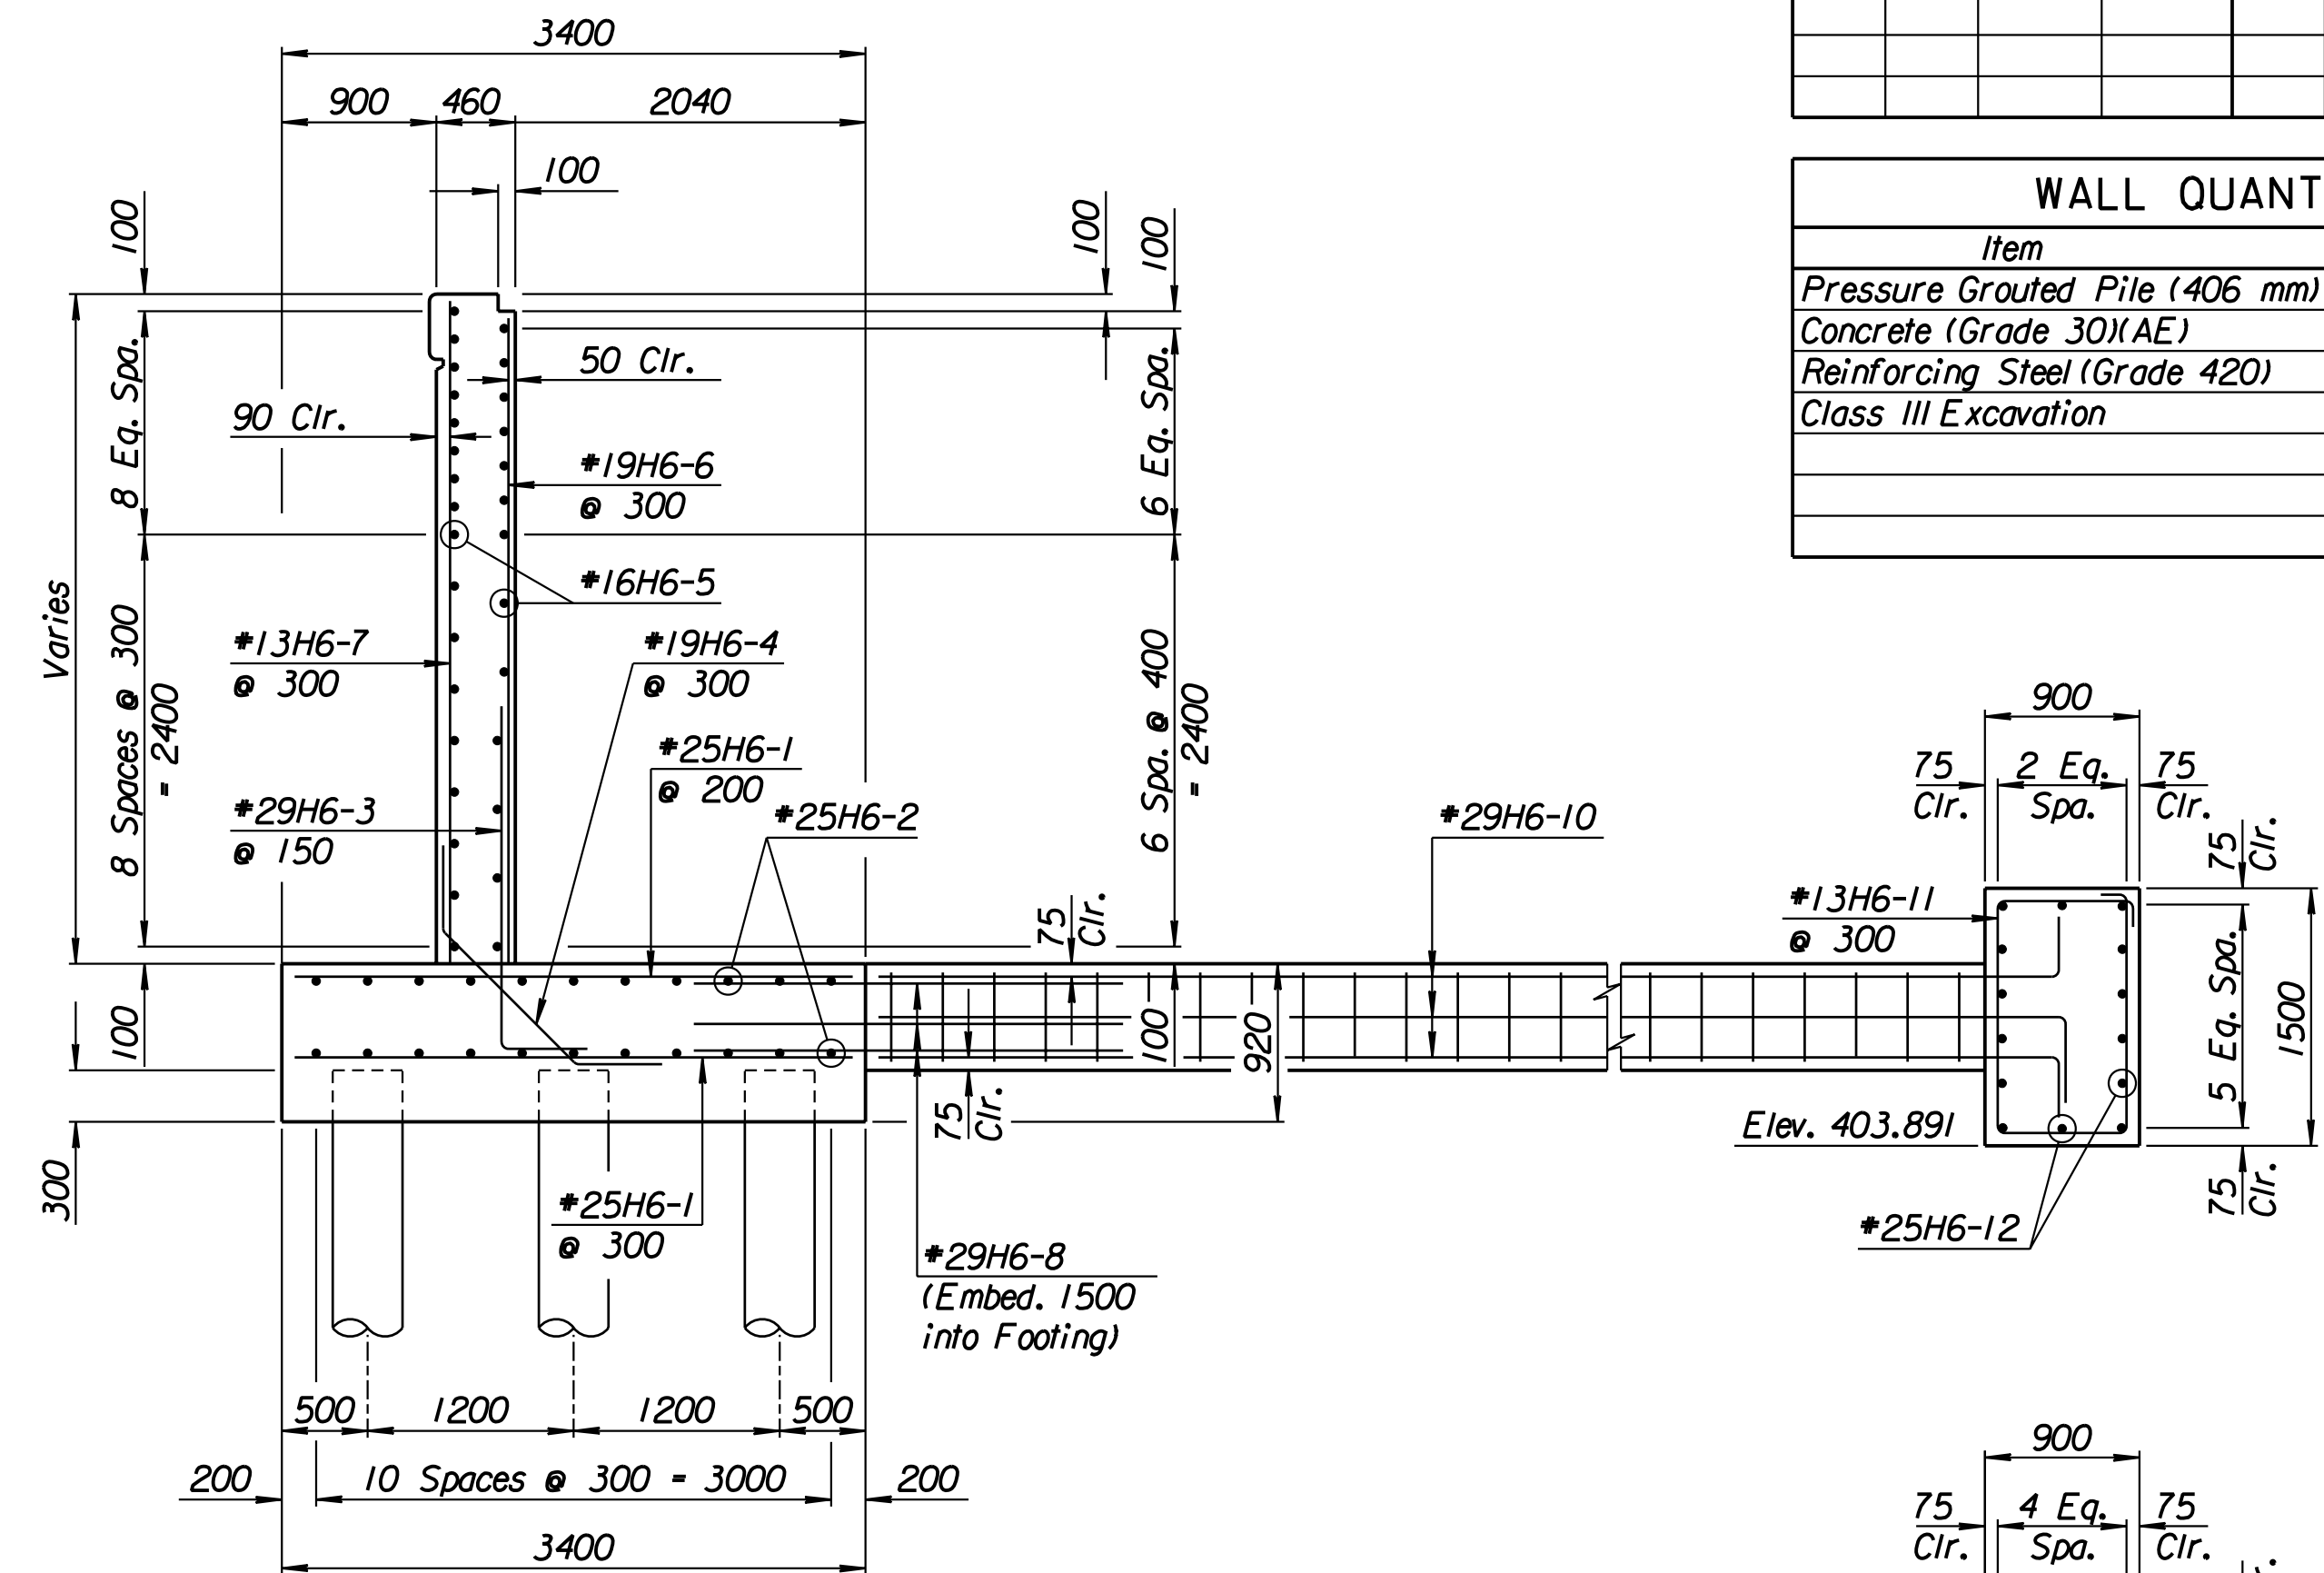 3400
900 460 2040
100
100
100
100
8 Eq. Spa.
50 Clr.
90 Clr.
6 Eq. Spa.
#19H6-6
@ 300
#16H6-5
Varies
8 Spaces @ 300
= 2400
#13H6-7
@ 300
#19H6-4
@ 300
6 Spa. @ 400
= 2400
#25H6-1
@ 200
#29H6-3
@ 150
#25H6-2
#29H6-10
75
Clr.
100
100
920
300
75
Clr.
#25H6-1
@ 300
#29H6-8
(Embed. 1500
into Footing)
500 1200 1200 500
200 10 Spaces @ 300 = 3000 200
3400
WALL QUANT
Item
Pressure Grouted Pile (406 mm)
Concrete (Grade 30)(AE)
Reinforcing Steel (Grade 420)
Class III Excavation
900
75 2 Eq. 75
Clr. Spa. Clr.
75
Clr.
#13H6-11
@ 300
5 Eq. Spa.
1500
Elev. 403.891
75
Clr.
#25H6-12
900
75 4 Eq. 75
Clr. Spa. Clr.